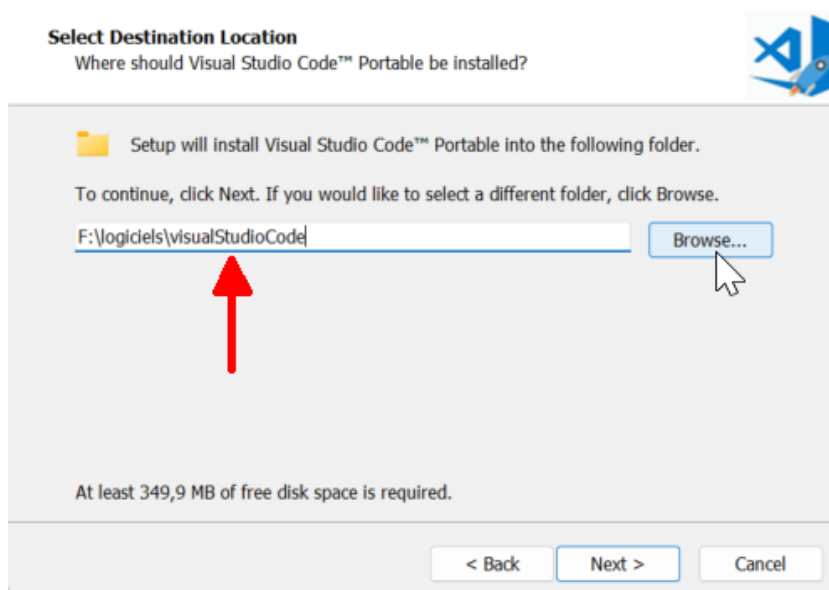 Select Destination Location
Where should Visual Studio Code™ Portable be installed?
Setup will install Visual Studio Code™ Portable into the following folder.
To continue, click Next. If you would like to select a different folder, click Browse.
F:\logiciels\visualStudioCode
Browse...
At least 349,9 MB of free disk space is required.
< Back
Next >
Cancel